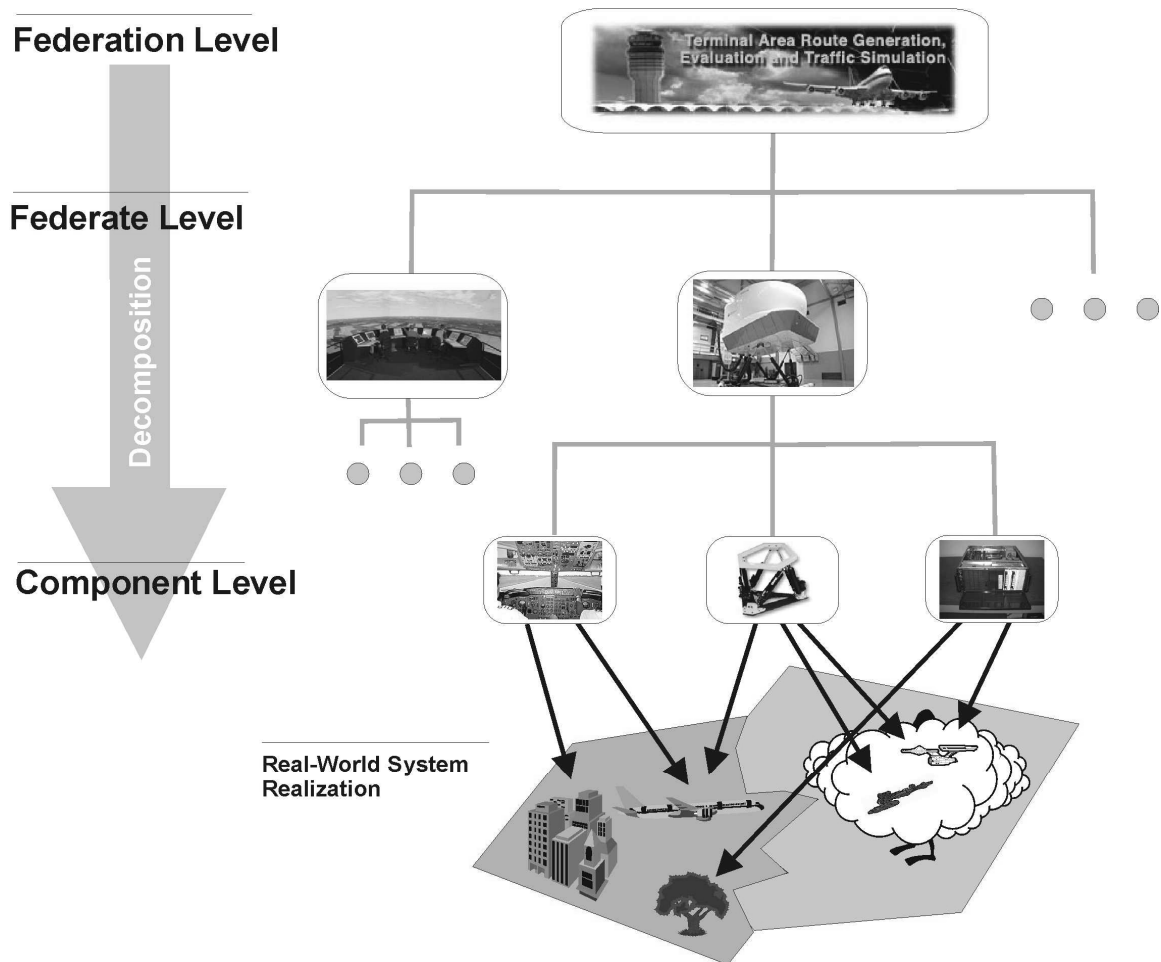 Federation Level
Terminal Area Route Generation,
Evaluation and Traffic Simulation
Federate Level
Decomposition
Component Level
Real-World System
Realization